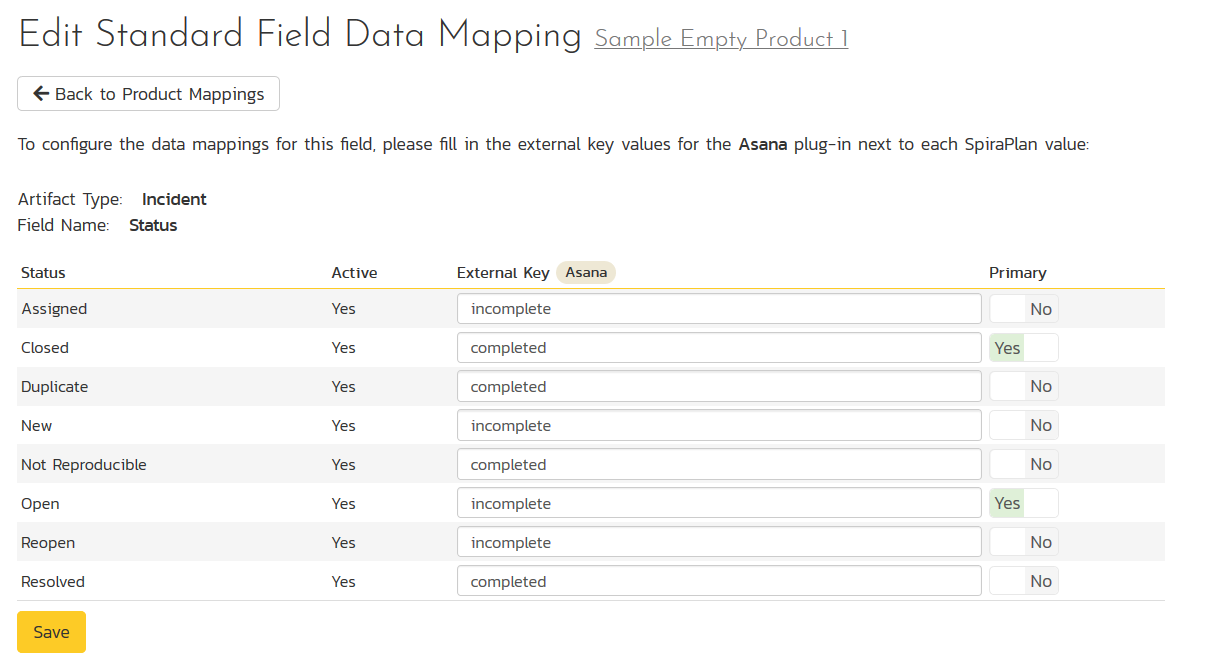 Edit Standard Field Data Mapping Sample Empty Product 1
Back to Product Mappings
To configure the data mappings for this field, please fill in the external key values for the Asana plug-in next to each SpiraPlan value:
Artifact Type: Incident
Field Name: Status
Status Active External Key Asana Primary
Assigned Yes incomplete No
Closed Yes completed Yes
Duplicate Yes completed No
New Yes incomplete No
Not Reproducible Yes completed No
Open Yes incomplete Yes
Reopen Yes incomplete No
Resolved Yes completed No
Save